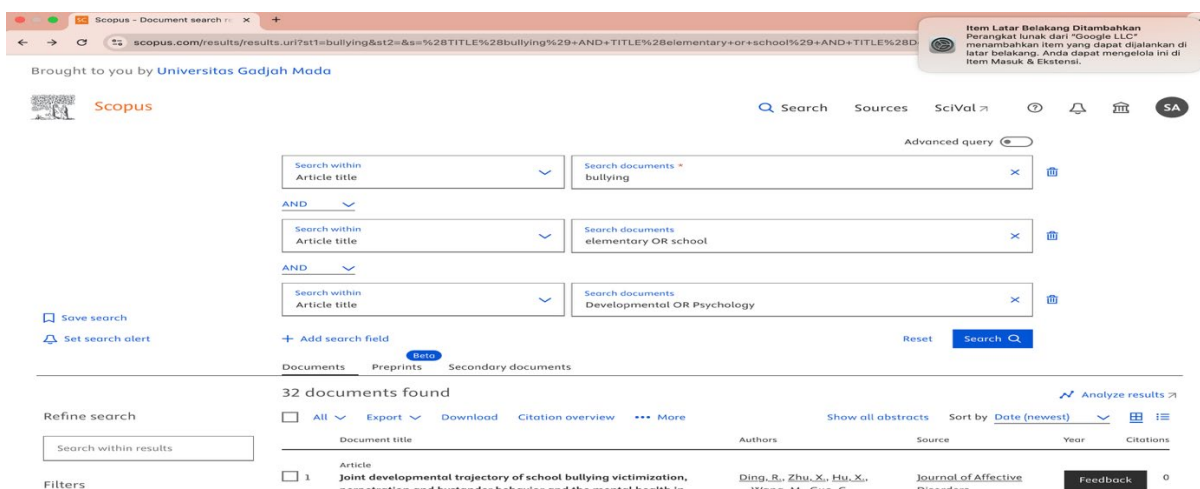 Scopus - Document search r
scopus.com/results/results.uri?st1=bullying&st2=&s=%28TITLE%28bullying%29+AND+TITLE%28elementary+or+school%29+AND+TITLE%28D
Item Latar Belakang Ditambahkan
Perangkat lunak dari "Google LLC"
menambahkan item yang dapat dijalankan di
latar belakang. Anda dapat mengelola ini di
Item Masuk & Ekstensi.
Brought to you by Universitas Gadjah Mada
Scopus
Search Sources SciVal SA
Advanced query
Search within Search documents *
Article title bullying
AND
Search within Search documents
Article title elementary OR school
AND
Search within Search documents
Article title Developmental OR Psychology
Save search
Set search alert
+ Add search field Reset Search
Beta
Documents Preprints Secondary documents
32 documents found
Analyze results
Refine search
All Export Download Citation overview ••• More Show all abstracts Sort by Date (newest)
Search within results
Document title Authors Source Year Citations
Article
1 Joint developmental trajectory of school bullying victimization, Ding, R., Zhu, X., Hu, X., Journal of Affective 0
Feedback
Filters